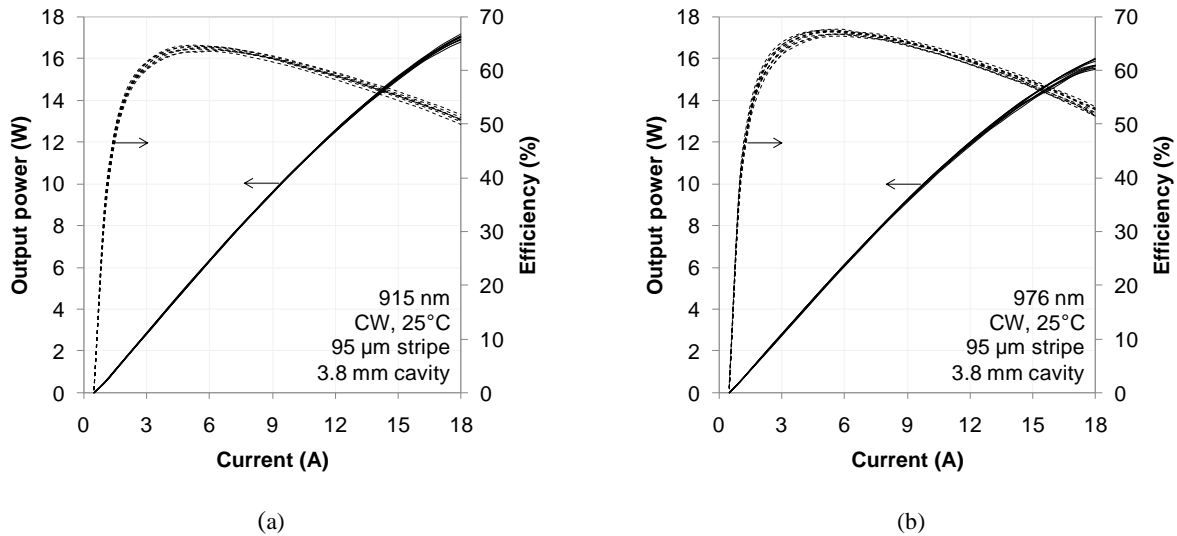 18
16
14
12
10
8
6
4
2
0
Output power (W)
70
60
50
40
30
20
10
0
Efficiency (%)
915 nm
CW, 25°C
95 µm stripe
3.8 mm cavity
0 3 6 9 12 15 18
Current (A)
(a)
18
16
14
12
10
8
6
4
2
0
Output power (W)
70
60
50
40
30
20
10
0
Efficiency (%)
976 nm
CW, 25°C
95 µm stripe
3.8 mm cavity
0 3 6 9 12 15 18
Current (A)
(b)